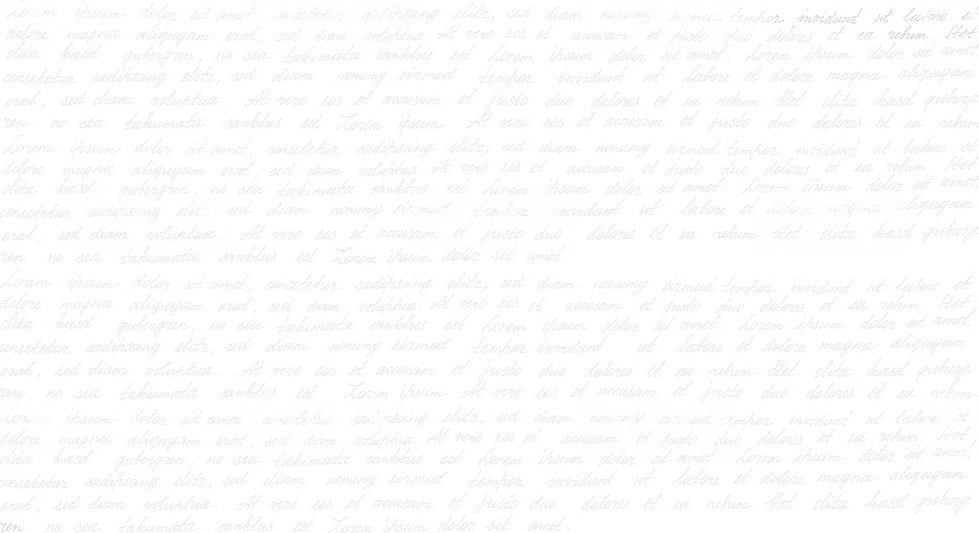 Lorem ipsum dolor sit amet, consetetur sadipscing elitr, sed diam nonumy eirmod tempor invidunt ut labore et
dolore magna aliquyam erat, sed diam voluptua. At vero eos et accusam et justo duo dolores et ea rebum. Stet
clita kasd gubergren, no sea takimata sanktus est Lorem ipsum dolor sit amet. Lorem ipsum dolor sit amet,
consetetur sadipscing elitr, sed diam nonumy eirmod tempor invidunt ut labore et dolore magna aliquyam
erat, sed diam voluptua. At vero eos et accusam et justo duo dolores et ea rebum. Stet clita kasd guberg
ren no sea takimata sanktus est Lorem ipsum At vero eos et accusam et justo duo dolores et ea rebum
Lorem ipsum dolor sit amet, consetetur sadipscing elitr, sed diam nonumy eirmod tempor invidunt ut labore et
dolore magna aliquyam erat, sed diam voluptua. At vero eos et accusam et justo duo dolores et ea rebum Stet
clita kasd gubergren, no sea takimata sanktus est Lorem ipsum dolor sit amet. Lorem ipsum dolor sit amet,
consetetur sadipscing elitr, sed diam nonumy eirmod tempor invidunt ut labore et dolore magna aliquyam
erat, sed diam voluptua. At vero eos et accusam et justo duo dolores et ea rebum Stet clita kasd guberg
ren no sea takimata sanktus est Lorem ipsum dolor sit amet.
Lorem ipsum dolor sit amet, consetetur sadipscing elitr, sed diam nonumy eirmod tempor invidunt ut labore et
dolore magna aliquyam erat, sed diam voluptua. At vero eos et accusam et justo duo dolores et ea rebum Stet
clita kasd gubergren, no sea takimata sanktus est Lorem ipsum dolor sit amet. Lorem ipsum dolor sit amet,
consetetur sadipscing elitr, sed diam nonumy eirmod tempor invidunt ut labore et dolore magna aliquyam
erat, sed diam voluptua. At vero eos et accusam et justo duo dolores et ea rebum. Stet clita kasd guberg
ren no sea takimata sanktus est Lorem ipsum At vero eos et accusam et justo duo dolores et ea rebum
Lorem ipsum dolor sit amet, consetetur sadipscing elitr, sed diam nonumy eirmod tempor invidunt ut labore et
dolore magna aliquyam erat, sed diam voluptua. At vero eos et accusam et justo duo dolores et ea rebum. Stet
clita kasd gubergren, no sea takimata sanktus est Lorem ipsum dolor sit amet. Lorem ipsum dolor sit amet,
consetetur sadipscing elitr, sed diam nonumy eirmod tempor invidunt ut labore et dolore magna aliquyam
erat, sed diam voluptua. At vero eos et accusam et justo duo dolores et ea rebum Stet clita kasd guberg
ren no sea takimata sanktus est Lorem ipsum dolor sit amet.